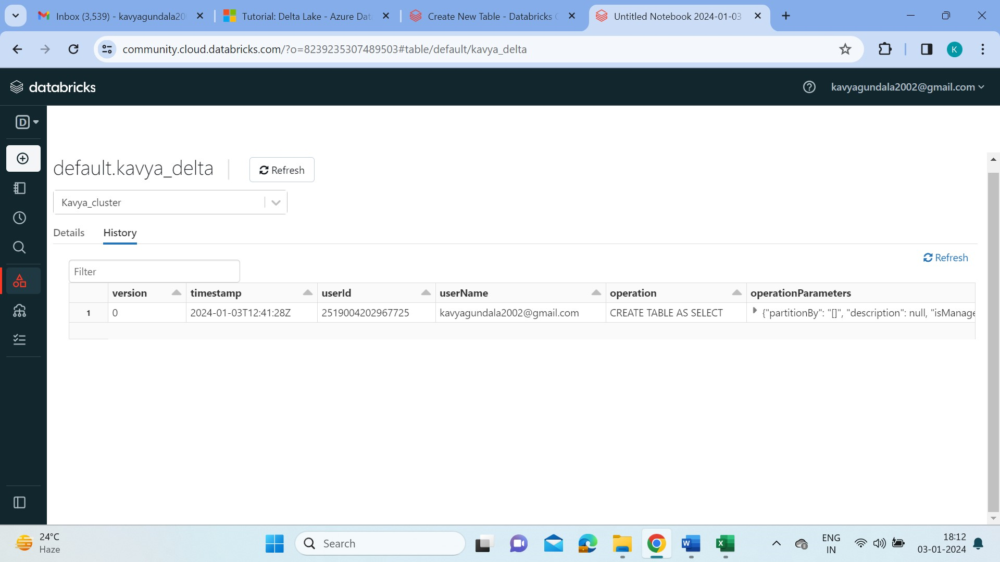 Inbox (3,539) - kavyagundala20
Tutorial: Delta Lake - Azure Dat
Create New Table - Databricks C
Untitled Notebook 2024-01-03
community.cloud.databricks.com/?o=8239235307489503#table/default/kavya_delta
K
databricks
kavyagundala2002@gmail.com
D
default.kavya_delta
Refresh
Kavya_cluster
Details
History
Refresh
Filter
version timestamp userId userName operation operationParameters
1 0 2024-01-03T12:41:28Z 2519004202967725 kavyagundala2002@gmail.com CREATE TABLE AS SELECT {"partitionBy": "[]", "description": null, "isManage
24°C
Haze
Search
ENG
IN
18:12
03-01-2024